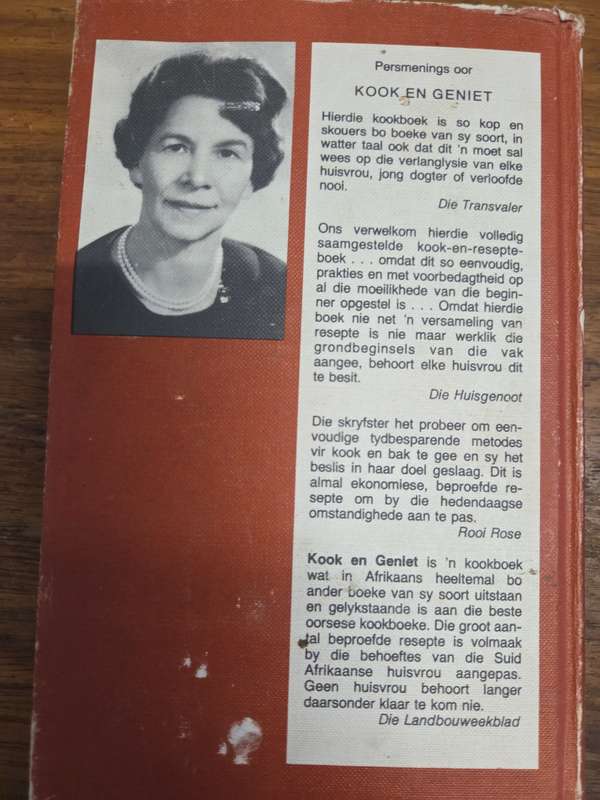 Persmenings oor
KOOK EN GENIET
Hierdie kookboek is so kop en
skouers bo boeke van sy soort, in
watter taal ook dat dit 'n moet sal
wees op die verlanglysie van elke
huisvrou, jong dogter of verloofde
nooi.
Die Transvaler
Ons verwelkom hierdie volledig
saamgestelde kook-en-resepte-
boek . . . omdat dit so eenvoudig,
prakties en met voorbedagtheid op
al die moeilikhede van die begin-
ner opgestel is . . . Omdat hierdie
boek nie net 'n versameling van
resepte is nie maar werklik die
grondbeginsels van die vak
aangee, behoort elke huisvrou dit
te besit.
Die Huisgenoot
Die skryfster het probeer om een-
voudige tydbesparende metodes
vir kook en bak te gee en sy het
beslis in haar doel geslaag. Dit is
almal ekonomiese, beproefde re-
septe om by die hedendaagse
omstandighede aan te pas.
Rooi Rose
Kook en Geniet is 'n kookboek
wat in Afrikaans heeltemal bo
ander boeke van sy soort uitstaan
en gelykstaande is aan die beste
oorsese kookboeke. Die groot aan-
tal beproefde resepte is volmaak
by die behoeftes van die Suid
Afrikaanse huisvrou aangepas.
Geen huisvrou behoort langer
daarsonder klaar te kom nie.
Die Landbouweekblad